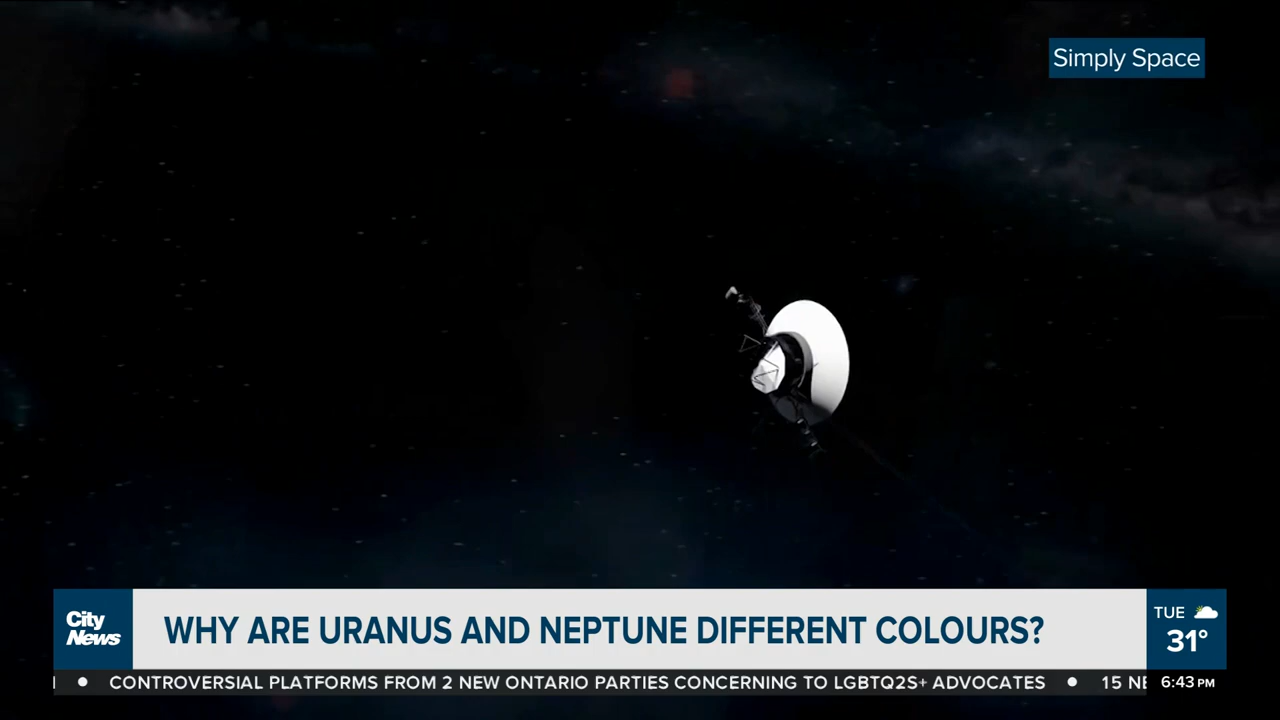 Simply Space
City
News
WHY ARE URANUS AND NEPTUNE DIFFERENT COLOURS?
TUE
31°
• CONTROVERSIAL PLATFORMS FROM 2 NEW ONTARIO PARTIES CONCERNING TO LGBTQ2S+ ADVOCATES • 15
6:43 PM